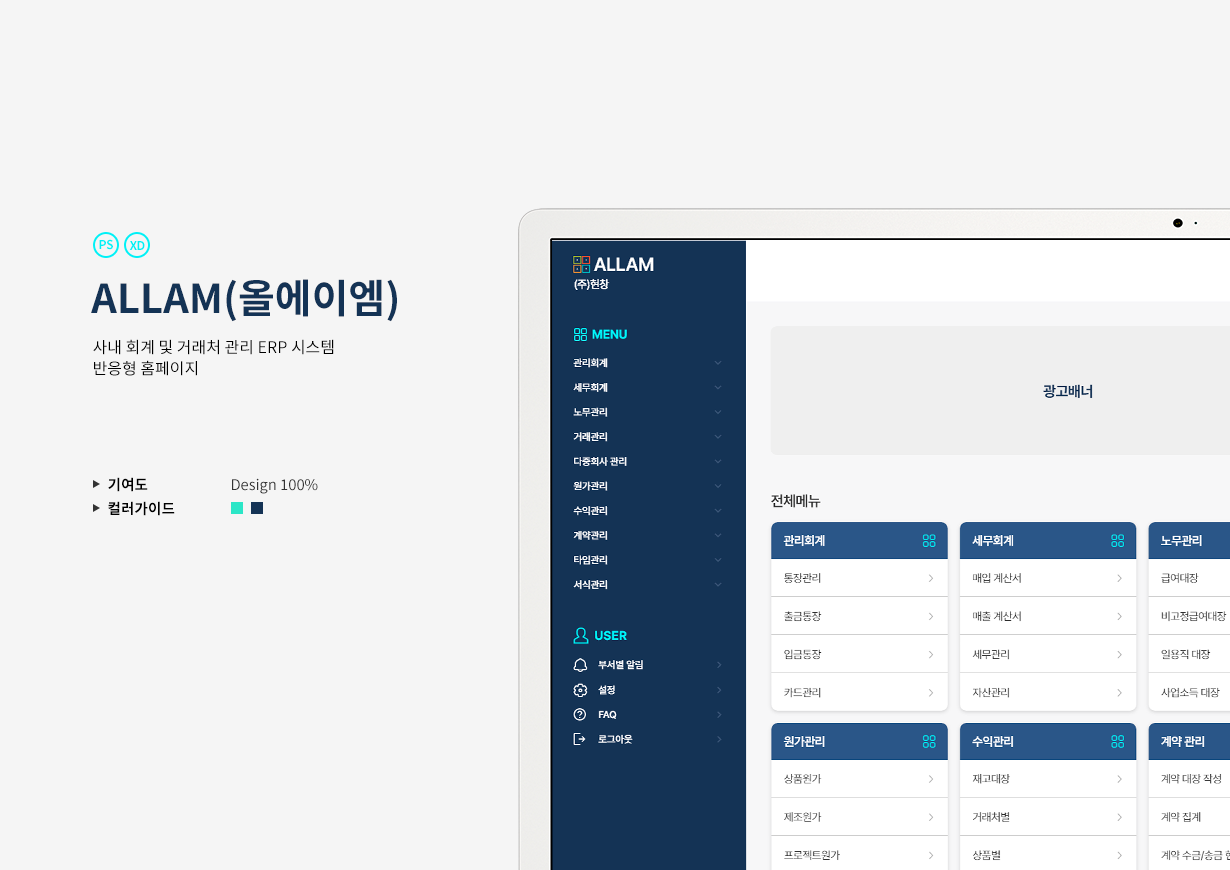 PS XD
ALLAM(올에이엠)
사내 회계 및 거래처 관리 ERP 시스템
반응형 홈페이지
기여도 Design 100%
컬러가이드
ALLAM
(주)헌창
MENU
관리회계
세무회계
노무관리
거래관리
다중회사 관리
원가관리
수익관리
계약관리
타임관리
서식관리
USER
부서별 알림
설정
FAQ
로그아웃
광고배너
전체메뉴
관리회계
통장관리
출금통장
입금통장
카드관리
세무회계
매입 계산서
매출 계산서
세무관리
자산관리
노무관리
급여대장
비고정급여대장
일용직 대장
사업소득 대장
원가관리
상품원가
제조원가
프로젝트원가
수익관리
재고대장
거래처별
상품별
계약 관리
계약 대장 작성
계약 집계
계약 수금/송금